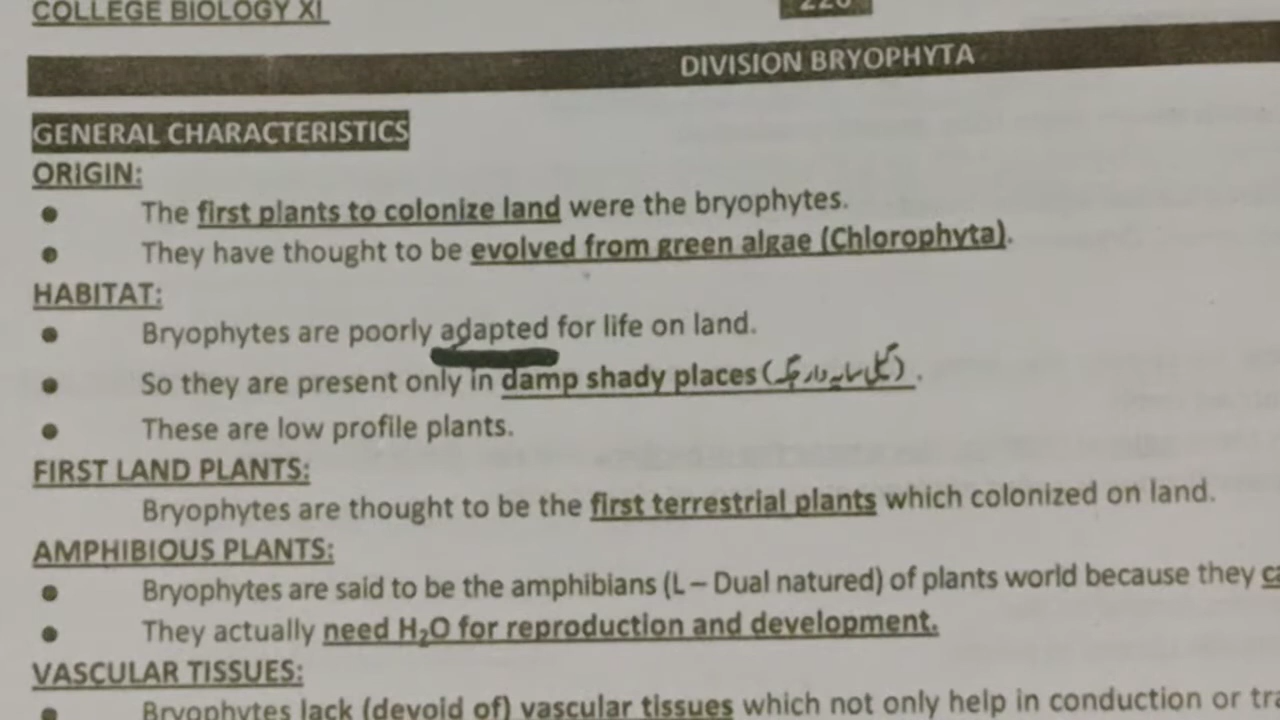 COLLEGE BIOLOGY XI
DIVISION BRYOPHYTA
GENERAL CHARACTERISTICS
ORIGIN:
● The first plants to colonize land were the bryophytes.
● They have thought to be evolved from green algae (Chlorophyta).
HABITAT:
● Bryophytes are poorly adapted for life on land.
● So they are present only in damp shady places (گیلی سایہ دار جگہ).
● These are low profile plants.
FIRST LAND PLANTS:
Bryophytes are thought to be the first terrestrial plants which colonized on land.
AMPHIBIOUS PLANTS:
● Bryophytes are said to be the amphibians (L – Dual natured) of plants world because they
● They actually need H₂O for reproduction and development.
VASCULAR TISSUES:
● Bryophytes lack (devoid of) vascular tissues which not only help in conduction or